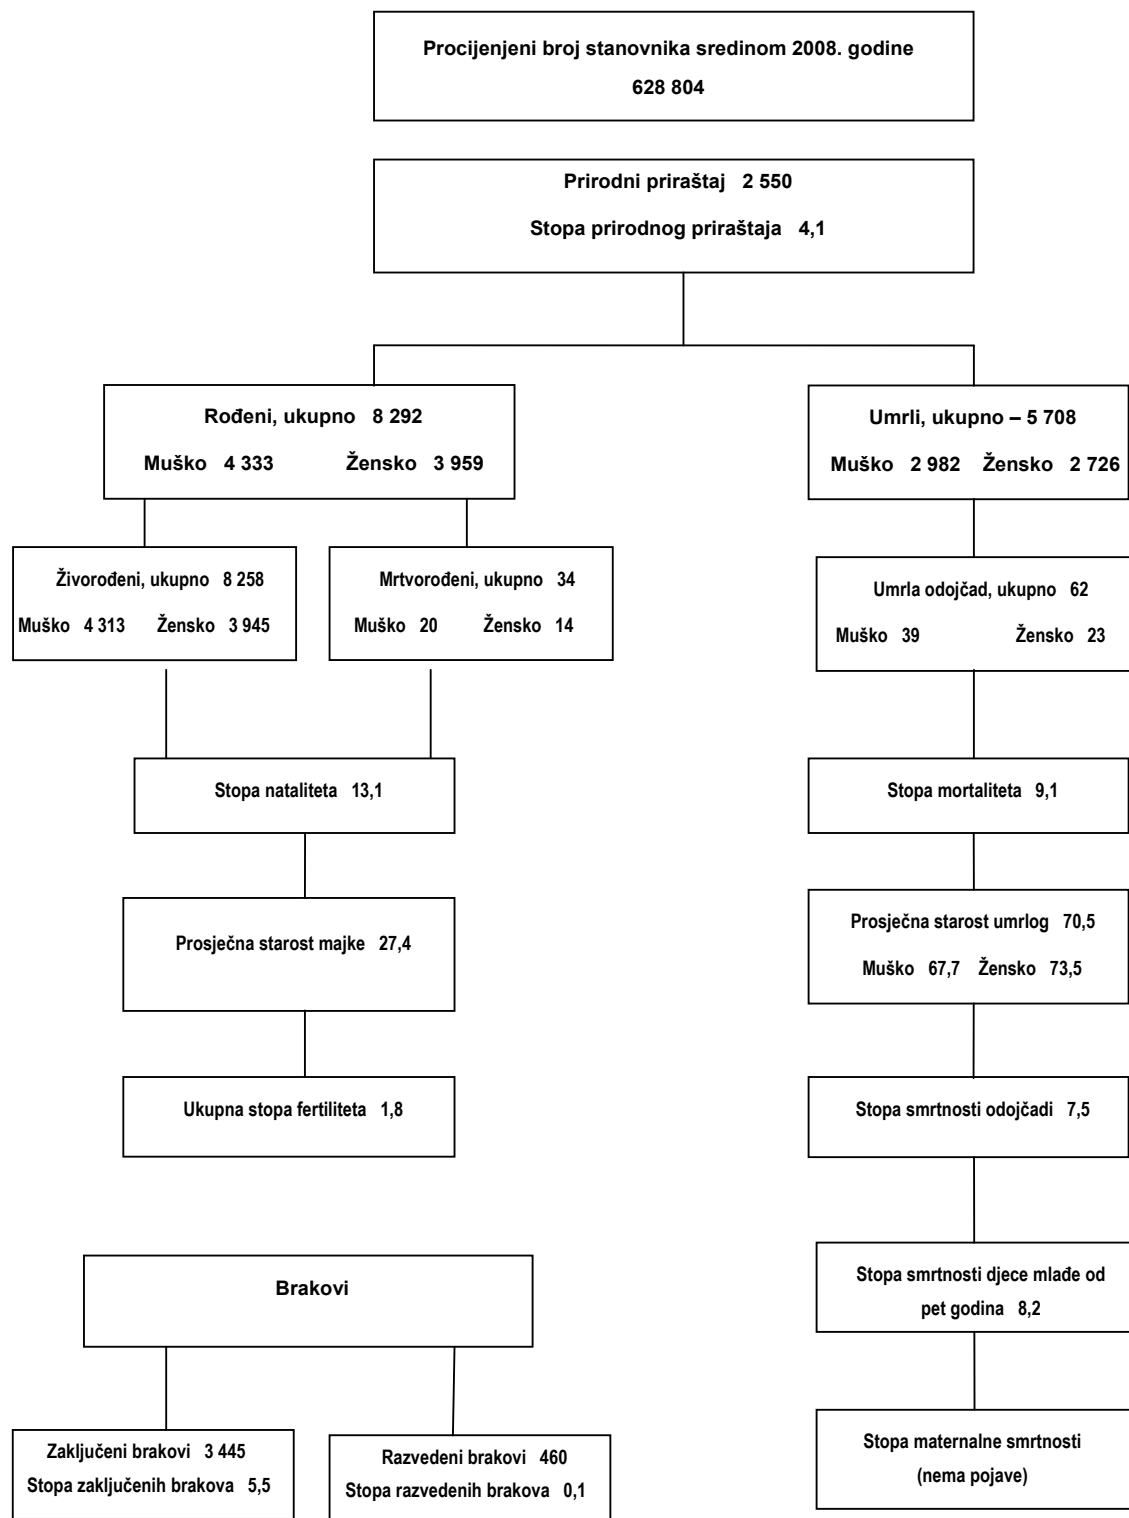 Procijenjeni broj stanovnika sredinom 2008. godine
628 804
Prirodni priraštaj 2 550
Stopa prirodnog priraštaja 4,1
Rođeni, ukupno 8 292
Muško 4 333 Žensko 3 959
Živorođeni, ukupno 8 258
Muško 4 313 Žensko 3 945
Mrtvorođeni, ukupno 34
Muško 20 Žensko 14
Stopa nataliteta 13,1
Prosječna starost majke 27,4
Ukupna stopa fertiliteta 1,8
Umrli, ukupno – 5 708
Muško 2 982 Žensko 2 726
Umrla odojčad, ukupno 62
Muško 39 Žensko 23
Stopa mortaliteta 9,1
Prosječna starost umrlog 70,5
Muško 67,7 Žensko 73,5
Stopa smrtnosti odojčadi 7,5
Stopa smrtnosti djece mlađe od
pet godina 8,2
Stopa maternalne smrtnosti
(nema pojave)
Brakovi
Zaključeni brakovi 3 445
Stopa zaključenih brakova 5,5
Razvedeni brakovi 460
Stopa razvedenih brakova 0,1